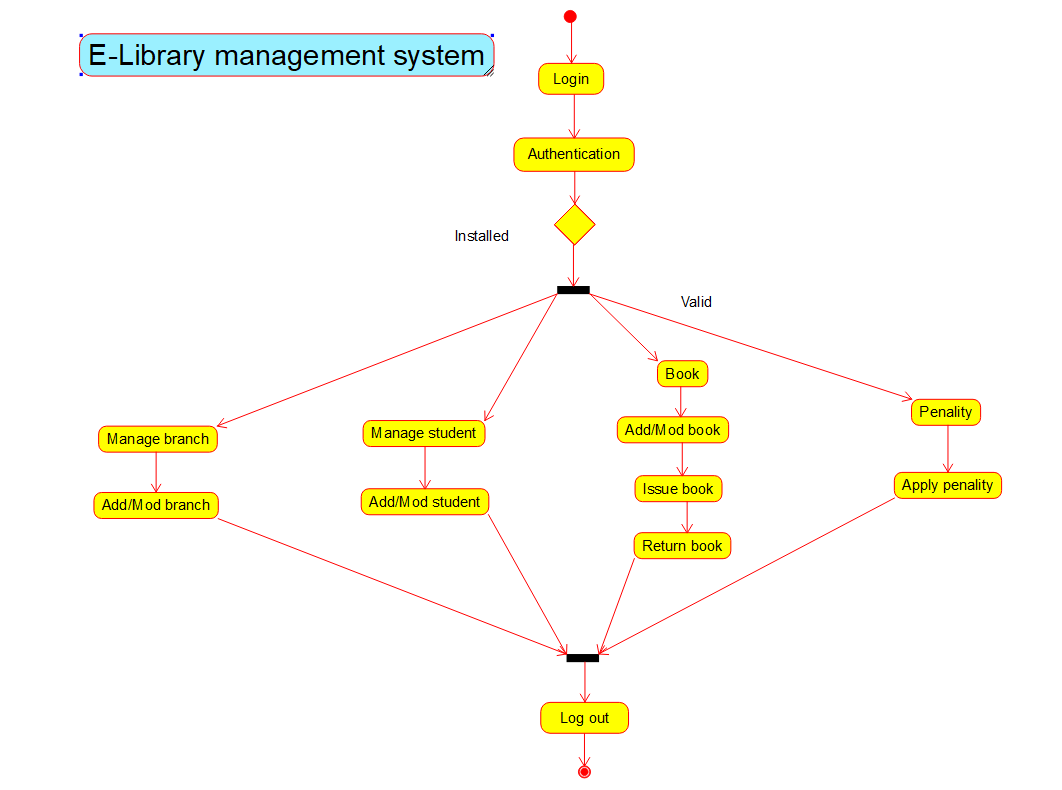 E-Library management system
Login
Authentication
Installed
Valid
Book
Penality
Manage branch
Manage student
Add/Mod book
Add/Mod branch
Add/Mod student
Issue book
Apply penality
Return book
Log out